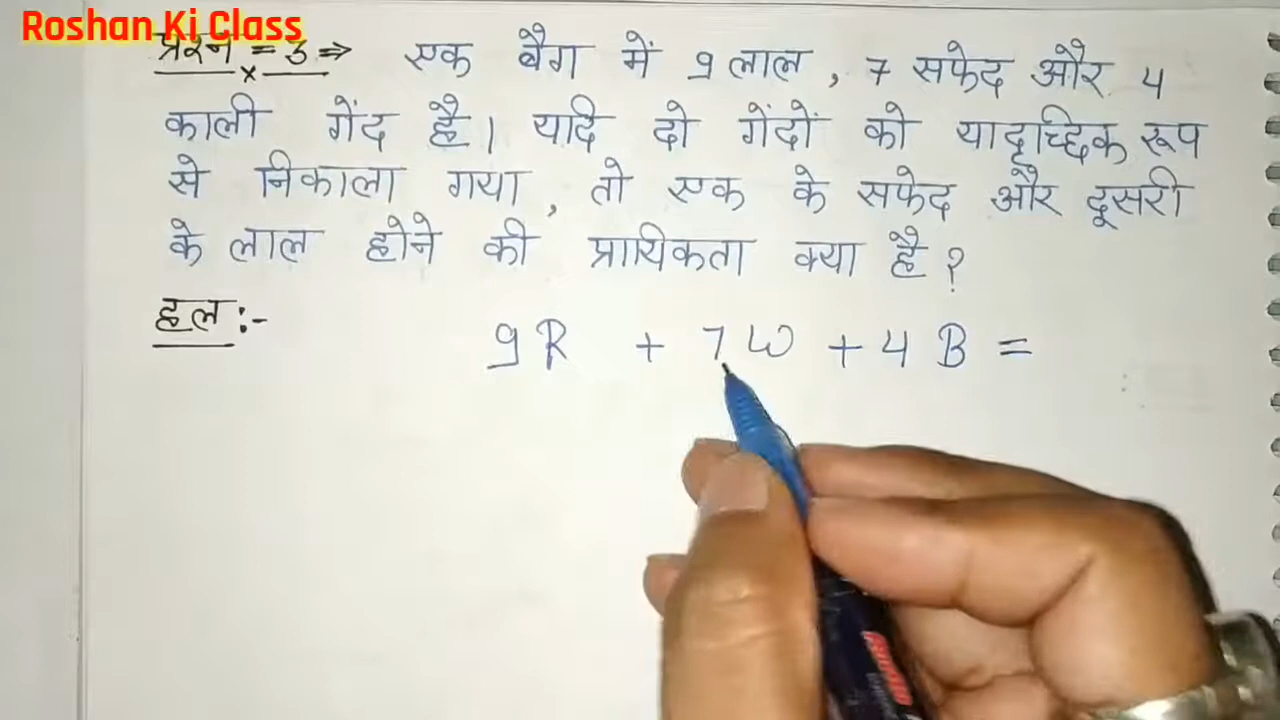 Roshan Ki Class
प्रश्न = 3 ⇒ एक बैग में 9 लाल, 7 सफेद और 4
काली गेंद है। यदि दो गेंदों को यादृच्छिक रूप
से निकाला गया, तो एक के सफेद और दूसरी
के लाल होने की प्रायिकता क्या है?
हल:-
9R + 7W + 4B =